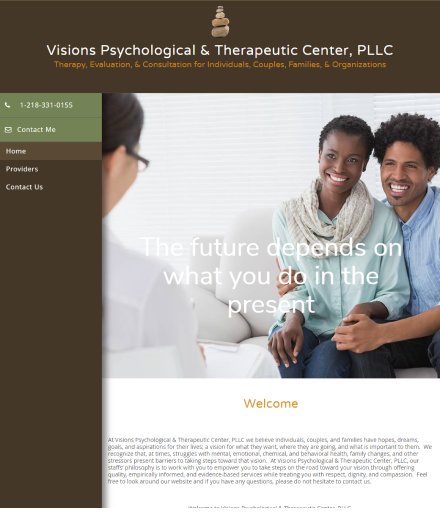 Visions Psychological & Therapeutic Center, PLLC
Therapy, Evaluation, & Consultation for Individuals, Couples, Families, & Organizations
1-218-331-0155
Contact Me
Home
Providers
Contact Us
The future depends on
what you do in the
present
Welcome
At Visions Psychological & Therapeutic Center, PLLC we believe individuals, couples, and families have hopes, dreams,
goals, and aspirations for their lives; a vision for what they want, where they are going, and what is important to them. We
recognize that, at times, struggles with mental, emotional, chemical, and behavioral health, family changes, and other
stressors present barriers to taking steps toward that vision. At Visions Psychological & Therapeutic Center, PLLC, our
staffs' philosophy is to work with you to empower you to take steps on the road toward your vision through offering
quality, empirically informed, and evidence-based services while treating you with respect, dignity, and compassion. Feel
free to look around our website and if you have any questions, please do not hesitate to contact us.